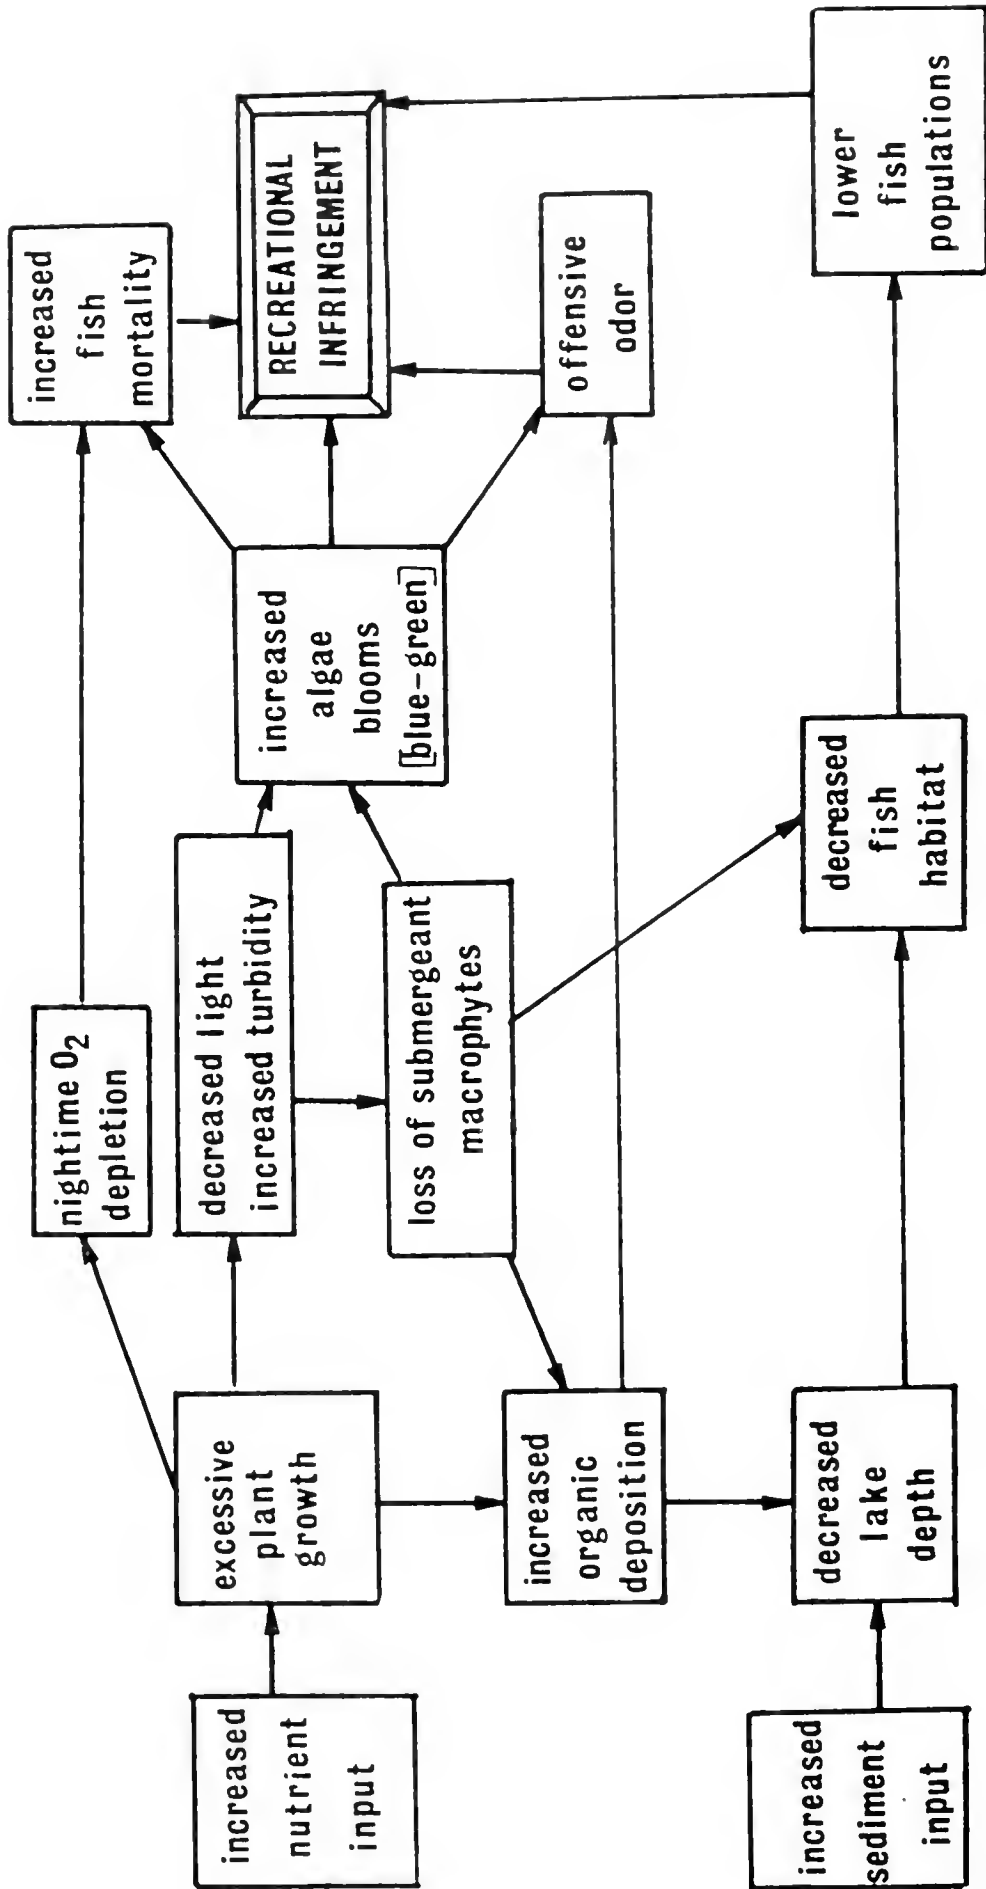 increased
nutrient
input
excessive
plant
growth
nightime O2
depletion
decreased light
increased turbidity
loss of submergeant
macrophytes
increased
organic
deposition
increased
sediment
input
decreased
lake
depth
increased
algae
blooms
[blue-green]
increased
fish
mortality
RECREATIONAL
INFRINGEMENT
offensive
odor
decreased
fish
habitat
lower
fish
populations